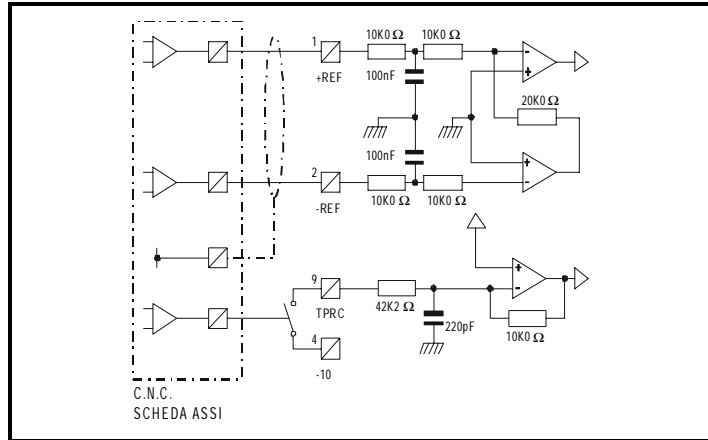 1
+REF
10K0 Ω
10K0 Ω
100nF
20K0 Ω
100nF
2
-REF
10K0 Ω
10K0 Ω
9
TPRC
42K2 Ω
4
-10
220pF
10K0 Ω
+
-
-
+
+
-
+
-
C.N.C.
SCHEDA ASSI